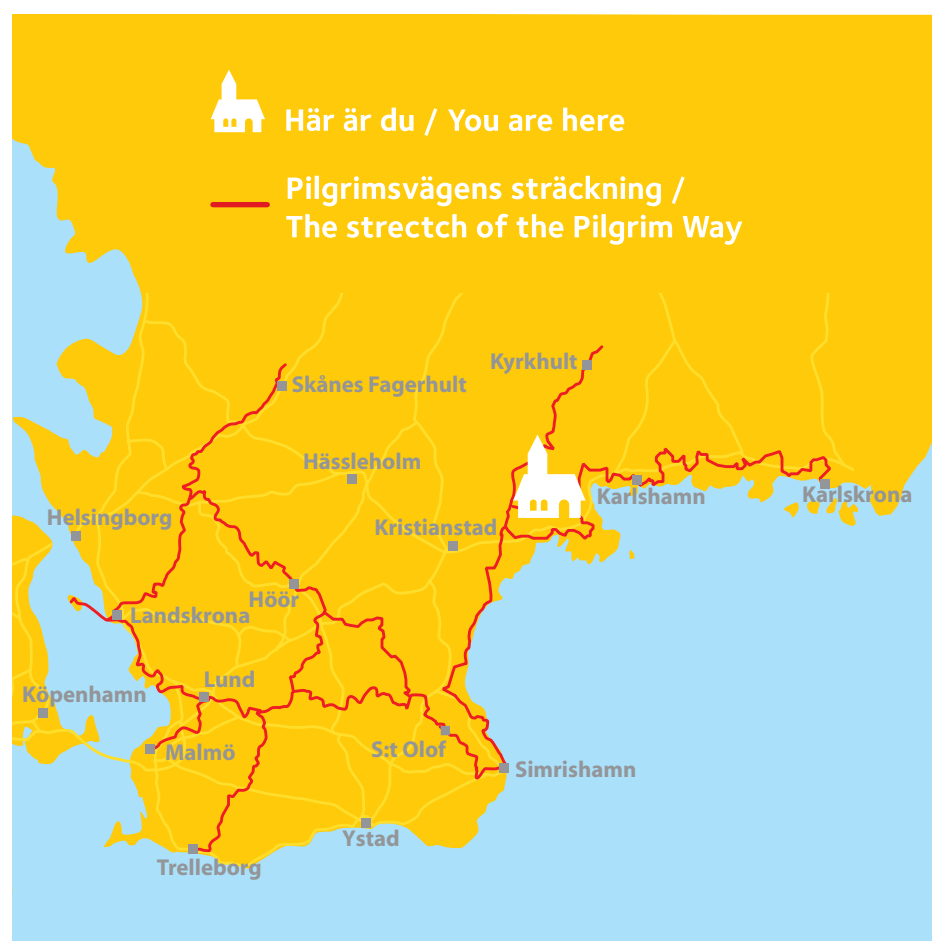 Här är du / You are here
Pilgrimsvägens sträckning /
The strectch of the Pilgrim Way
Kyrkhult
Skånes Fagerhult
Hässleholm
Karlshamn
Karlskrona
Helsingborg
Kristianstad
Höör
Landskrona
Lund
Köpenhamn
Malmö
S:t Olof
Simrishamn
Ystad
Trelleborg